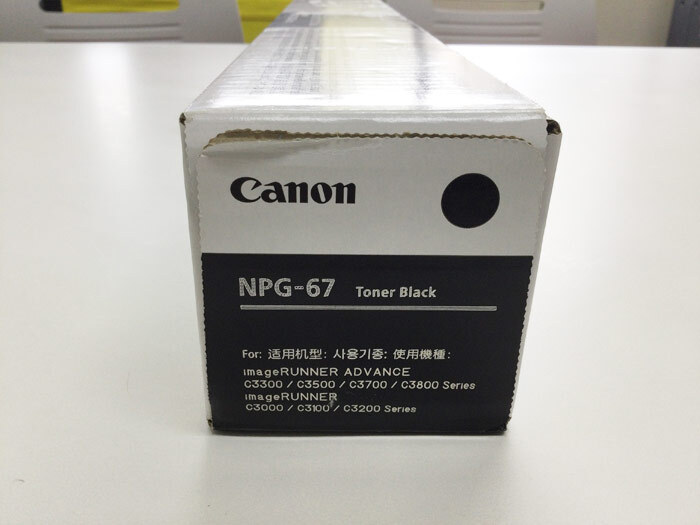 Canon
NPG-67 Toner Black
For: 适用机型: 사용기종: 使用機種:
imageRUNNER ADVANCE
C3300 / C3500 / C3700 / C3800 Series
imageRUNNER
C3000 / C3100 / C3200 Series